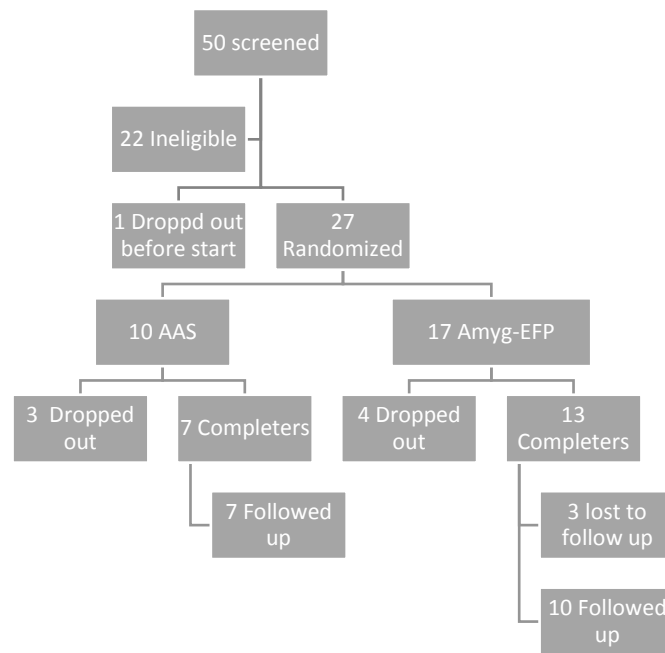 50 screened
22 Ineligible
1 Droppd out
before start
27
Randomized
10 AAS
17 Amyg-EFP
3 Dropped
out
7 Completers
4 Dropped
out
13
Completers
7 Followed
up
3 lost to
follow up
10 Followed
up